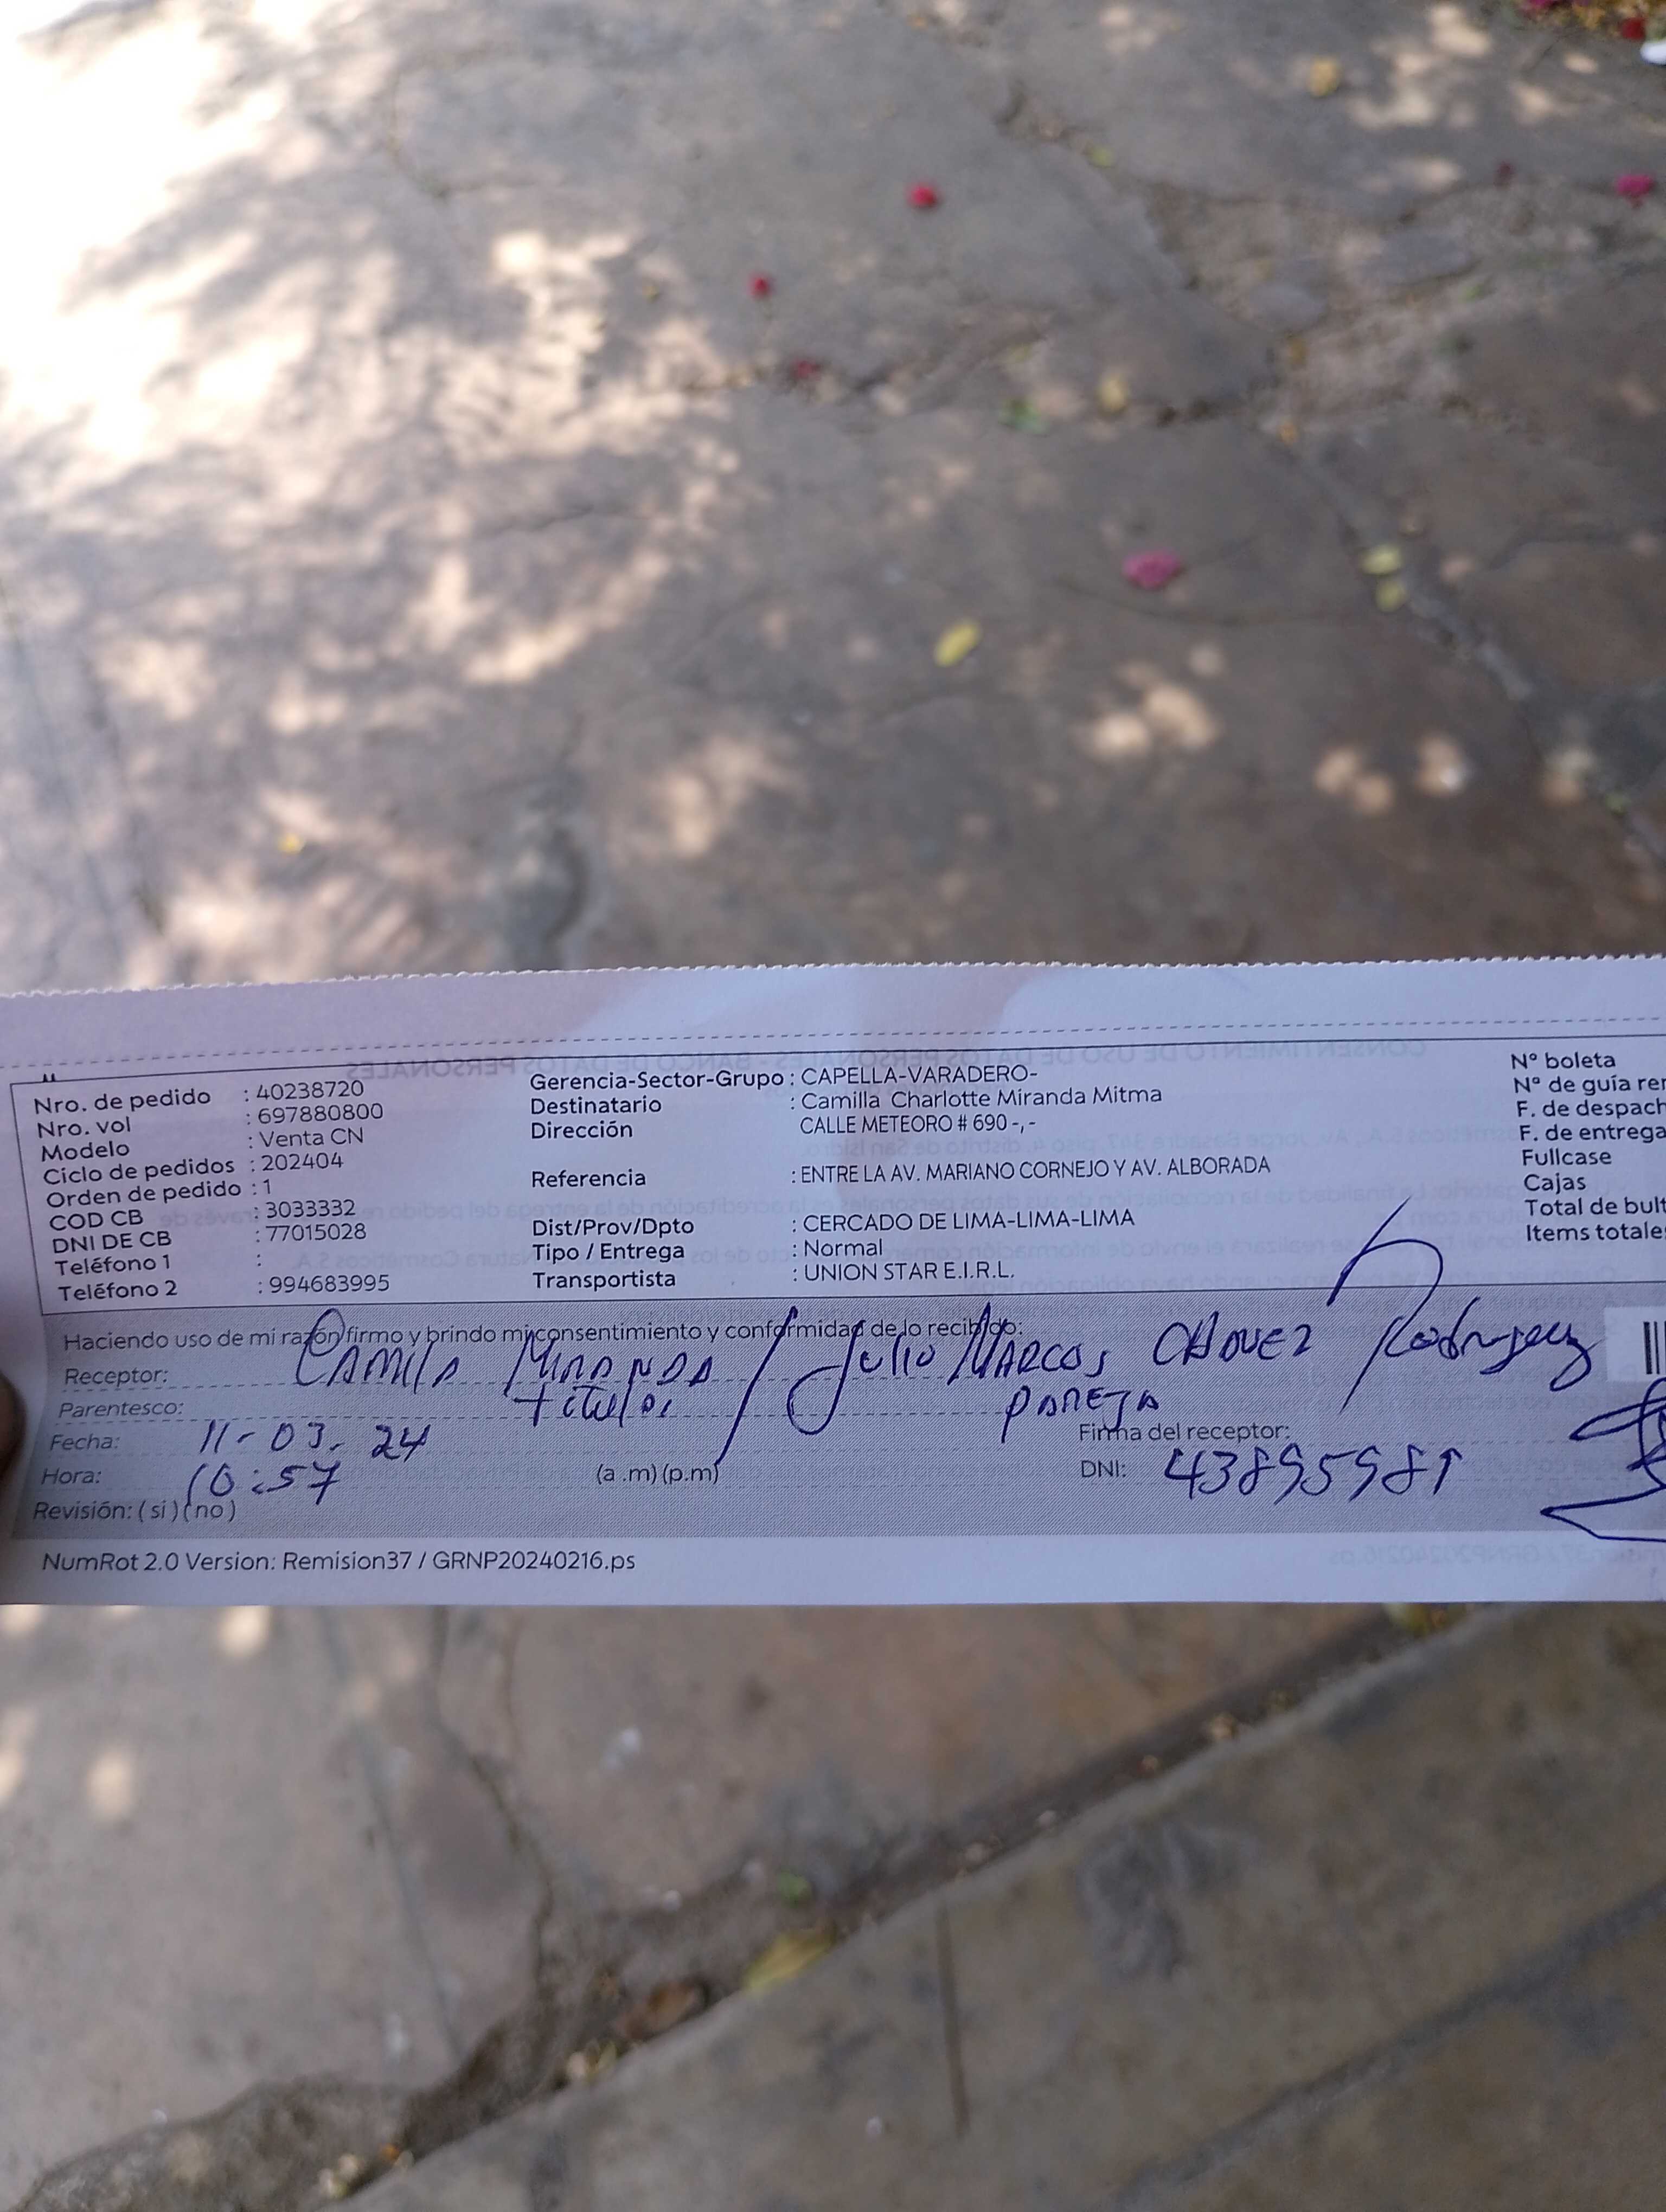 Nro. de pedido : 40238720
Nro. vol : 697880800
Modelo : Venta CN
Ciclo de pedidos : 202404
Orden de pedido : 1
COD CB : 3033332
DNI DE CB : 77015028
Teléfono 1 :
Teléfono 2 : 994683995
Gerencia-Sector-Grupo : CAPELLA-VARADERO-
Destinatario : Camilla Charlotte Miranda Mitma
Dirección CALLE METEORO # 690 -, -
Referencia : ENTRE LA AV. MARIANO CORNEJO Y AV. ALBORADA
Dist/Prov/Dpto : CERCADO DE LIMA-LIMA-LIMA
Tipo / Entrega : Normal
Transportista : UNION STAR E.I.R.L.
N° boleta
N° de guía rer
F. de despach
F. de entrega
Fullcase
Cajas
Total de bult
Items totale
Haciendo uso de mi razón firmo y brindo mi consentimiento y conformidad de lo recibido:
Receptor: CAMILA MIRANDA / Julio MARCOS CHAVEZ Rodriguez
Parentesco: titular PAREJA
Fecha: 11-03-24 Firma del receptor:
Hora: 10:57 (a .m) (p.m) DNI:
Revisión: ( si ) ( no )
NumRot 2.0 Version: Remision37 / GRNP20240216.ps